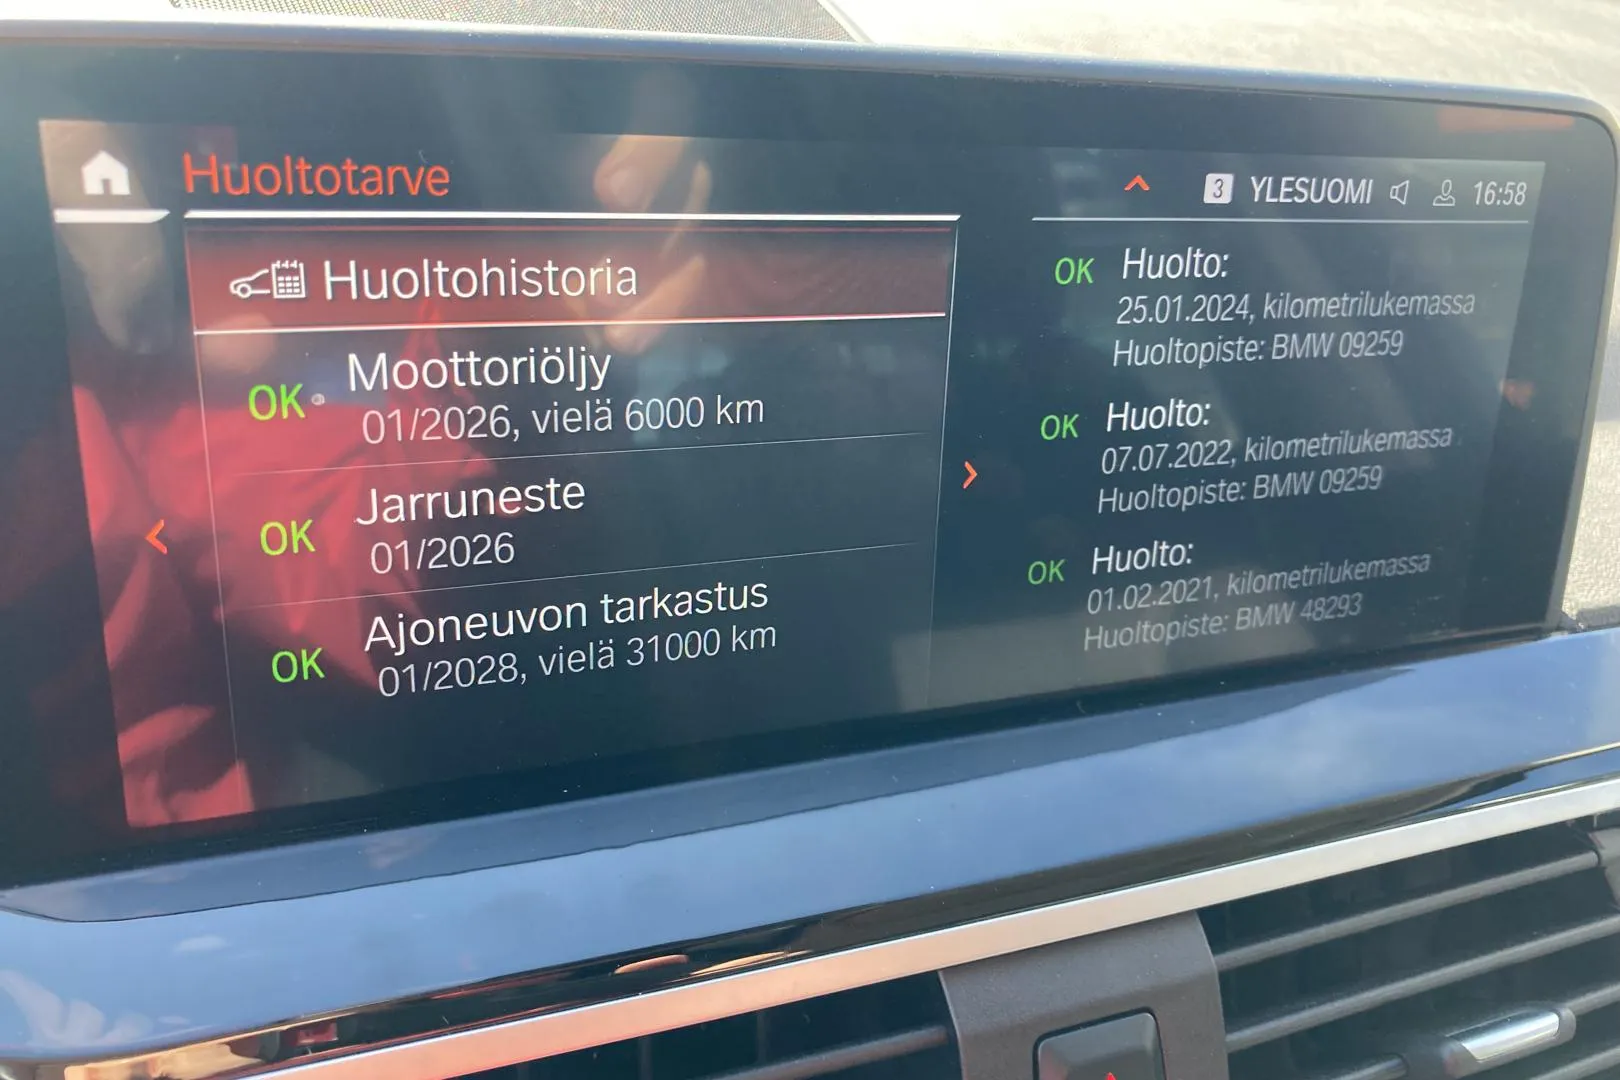 Huoltotarve
3 YLESUOMI 16:58
Huoltohistoria
OK Moottoriöljy
01/2026, vielä 6000 km
OK Jarruneste
01/2026
OK Ajoneuvon tarkastus
01/2028, vielä 31000 km
OK Huolto:
25.01.2024, kilometrilukemassa
Huoltopiste: BMW 09259
OK Huolto:
07.07.2022, kilometrilukemassa
Huoltopiste: BMW 09259
OK Huolto:
01.02.2021, kilometrilukemassa
Huoltopiste: BMW 48293